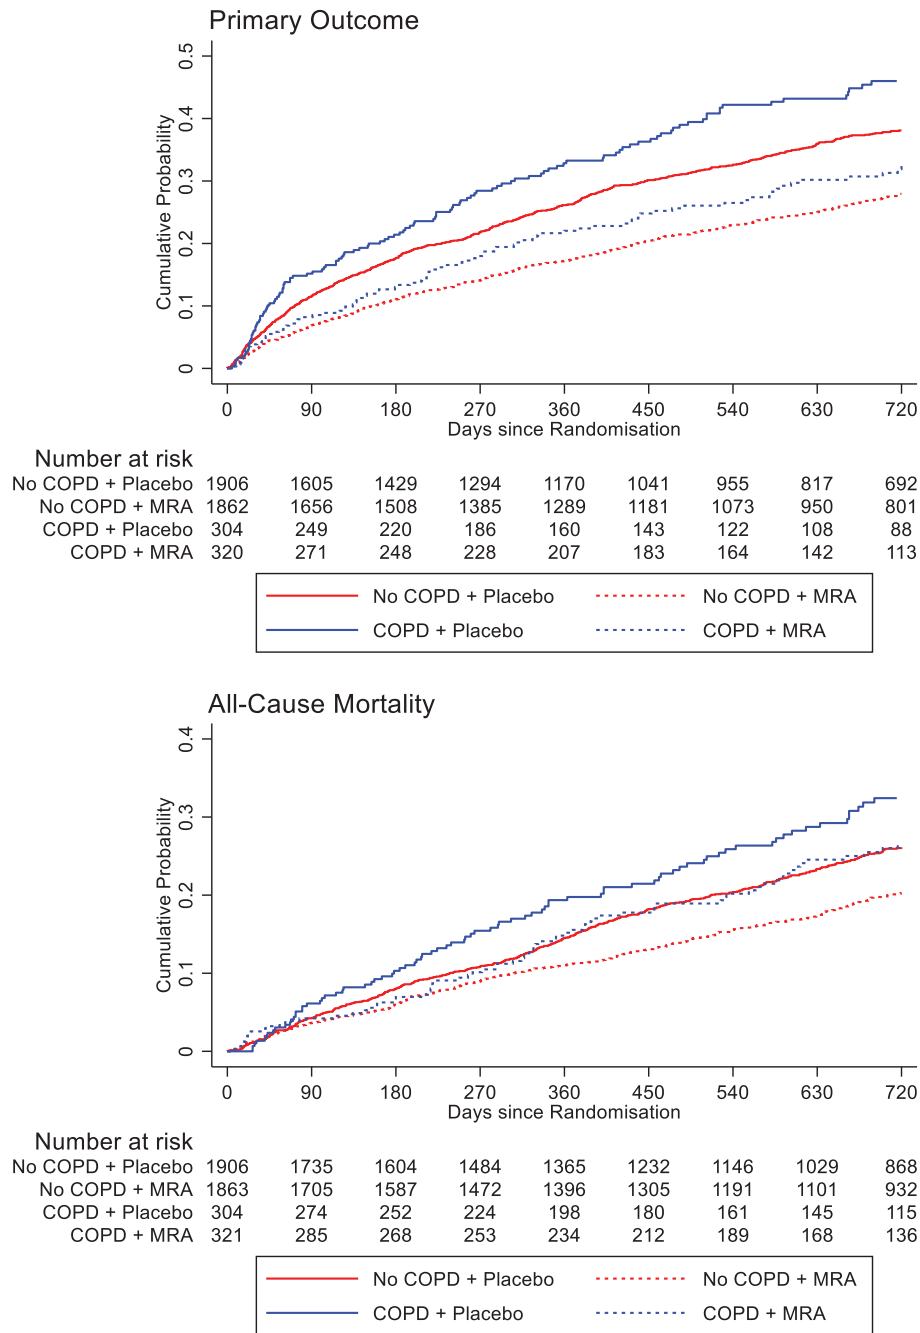 Primary Outcome
0.5
0.4
0.3
0.2
0.1
0
Cumulative Probability
0 90 180 270 360 450 540 630 720
Days since Randomisation
Number at risk
No COPD + Placebo 1906 1605 1429 1294 1170 1041 955 817 692
No COPD + MRA 1862 1656 1508 1385 1289 1181 1073 950 801
COPD + Placebo 304 249 220 186 160 143 122 108 88
COPD + MRA 320 271 248 228 207 183 164 142 113
No COPD + Placebo No COPD + MRA
COPD + Placebo COPD + MRA
All-Cause Mortality
0.4
0.3
0.2
0.1
0
Cumulative Probability
0 90 180 270 360 450 540 630 720
Days since Randomisation
Number at risk
No COPD + Placebo 1906 1735 1604 1484 1365 1232 1146 1029 868
No COPD + MRA 1863 1705 1587 1472 1396 1305 1191 1101 932
COPD + Placebo 304 274 252 224 198 180 161 145 115
COPD + MRA 321 285 268 253 234 212 189 168 136
No COPD + Placebo No COPD + MRA
COPD + Placebo COPD + MRA